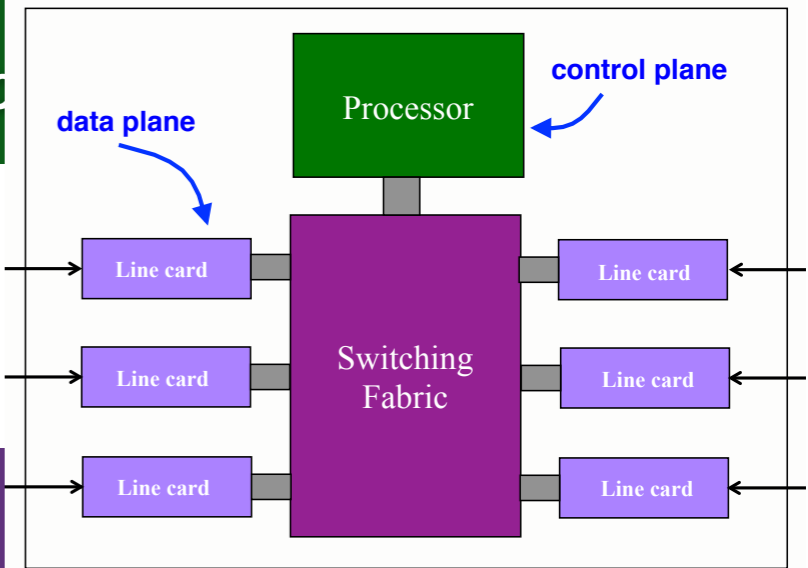 control plane
Processor
data plane
Line card
Line card
Switching
Fabric
Line card
Line card
Line card
Line card